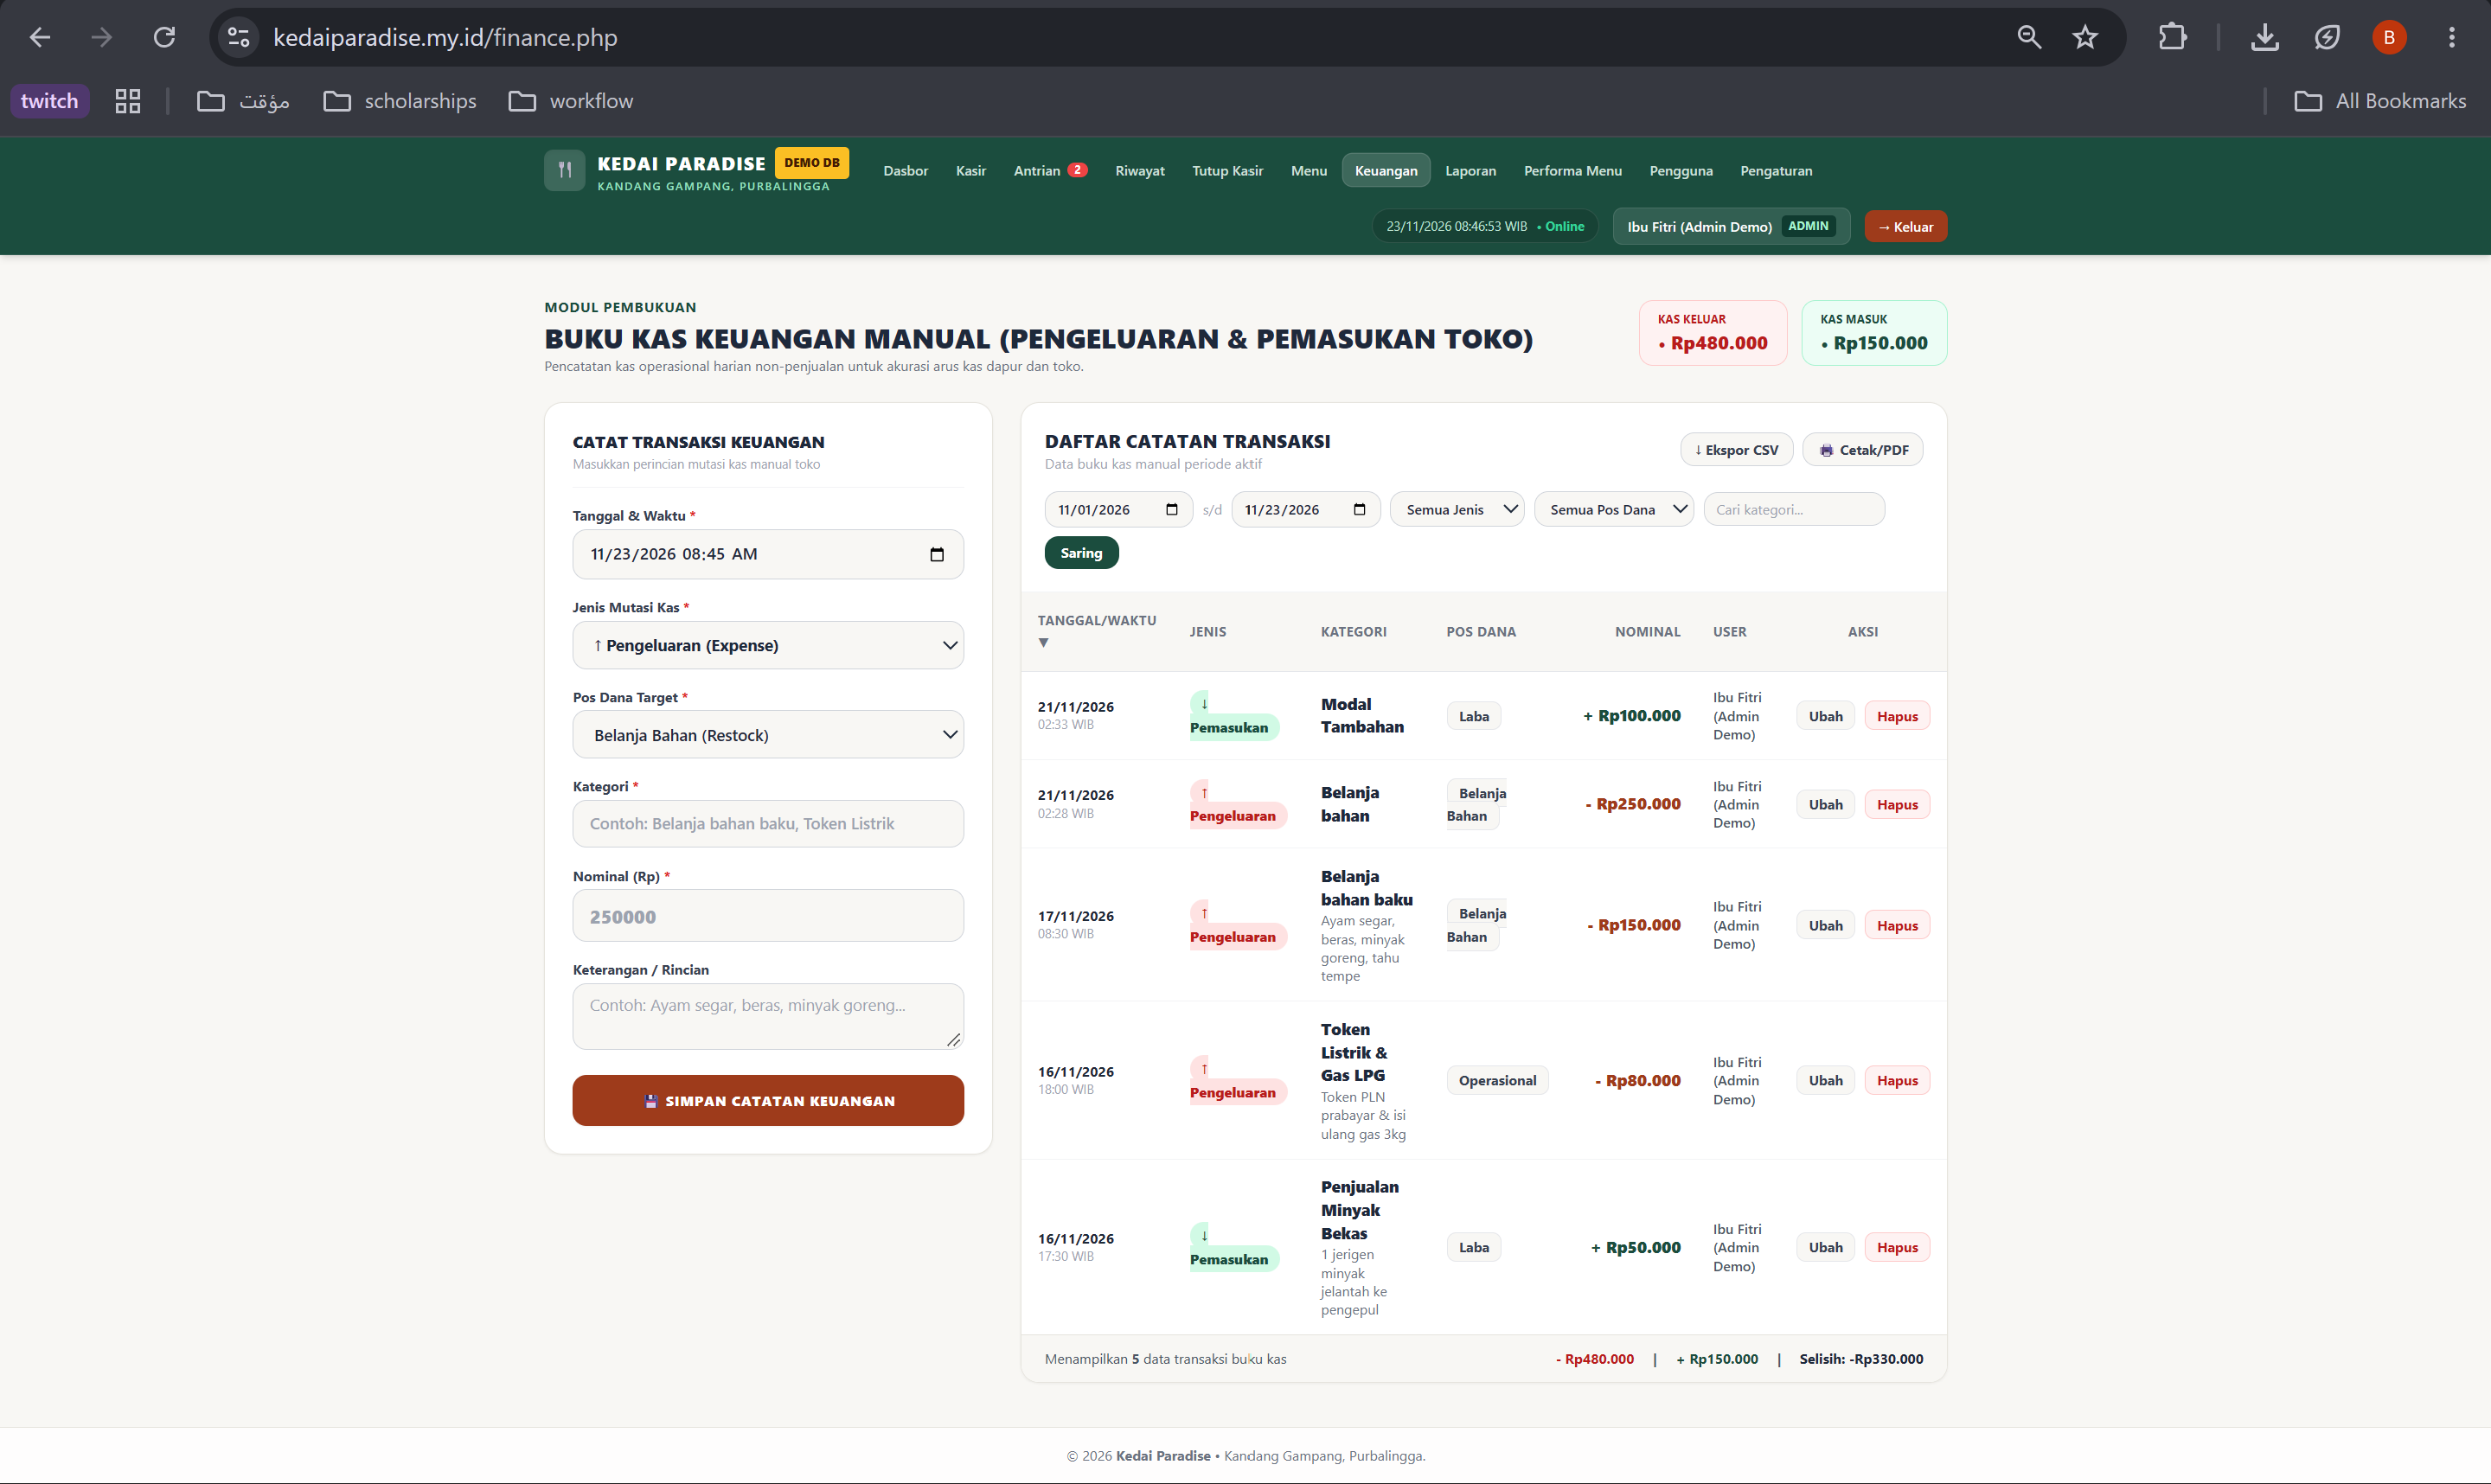 kedaiparadise.my.id/finance.php
B
twitch
مؤقت
scholarships
workflow
All Bookmarks
KEDAI PARADISE
DEMO DB
KANDANG GAMPANG, PURBALINGGA
Dasbor
Kasir
Antrian 2
Riwayat
Tutup Kasir
Menu
Keuangan
Laporan
Performa Menu
Pengguna
Pengaturan
23/11/2026 08:46:53 WIB • Online
Ibu Fitri (Admin Demo) ADMIN
→ Keluar
MODUL PEMBUKUAN
BUKU KAS KEUANGAN MANUAL (PENGELUARAN & PEMASUKAN TOKO)
Pencatatan kas operasional harian non-penjualan untuk akurasi arus kas dapur dan toko.
KAS KELUAR
• Rp480.000
KAS MASUK
• Rp150.000
CATAT TRANSAKSI KEUANGAN
Masukkan perincian mutasi kas manual toko
Tanggal & Waktu *
11/23/2026 08:45 AM
Jenis Mutasi Kas *
↑ Pengeluaran (Expense)
Pos Dana Target *
Belanja Bahan (Restock)
Kategori *
Contoh: Belanja bahan baku, Token Listrik
Nominal (Rp) *
250000
Keterangan / Rincian
Contoh: Ayam segar, beras, minyak goreng...
SIMPAN CATATAN KEUANGAN
DAFTAR CATATAN TRANSAKSI
Data buku kas manual periode aktif
↓ Ekspor CSV
Cetak/PDF
11/01/2026
s/d
11/23/2026
Semua Jenis
Semua Pos Dana
Cari kategori...
Saring
TANGGAL/WAKTU ▼
JENIS
KATEGORI
POS DANA
NOMINAL
USER
AKSI
21/11/2026
02:33 WIB
↓
Pemasukan
Modal
Tambahan
Laba
+ Rp100.000
Ibu Fitri
(Admin
Demo)
Ubah
Hapus
21/11/2026
02:28 WIB
↑
Pengeluaran
Belanja
bahan
Belanja
Bahan
- Rp250.000
Ibu Fitri
(Admin
Demo)
Ubah
Hapus
17/11/2026
08:30 WIB
↑
Pengeluaran
Belanja
bahan baku
Ayam segar,
beras, minyak
goreng, tahu
tempe
Belanja
Bahan
- Rp150.000
Ibu Fitri
(Admin
Demo)
Ubah
Hapus
16/11/2026
18:00 WIB
↑
Pengeluaran
Token
Listrik &
Gas LPG
Token PLN
prabayar & isi
ulang gas 3kg
Operasional
- Rp80.000
Ibu Fitri
(Admin
Demo)
Ubah
Hapus
16/11/2026
17:30 WIB
↓
Pemasukan
Penjualan
Minyak
Bekas
1 jerigen
minyak
jelantah ke
pengepul
Laba
+ Rp50.000
Ibu Fitri
(Admin
Demo)
Ubah
Hapus
Menampilkan 5 data transaksi buku kas
- Rp480.000 | + Rp150.000 | Selisih: -Rp330.000
© 2026 Kedai Paradise • Kandang Gampang, Purbalingga.